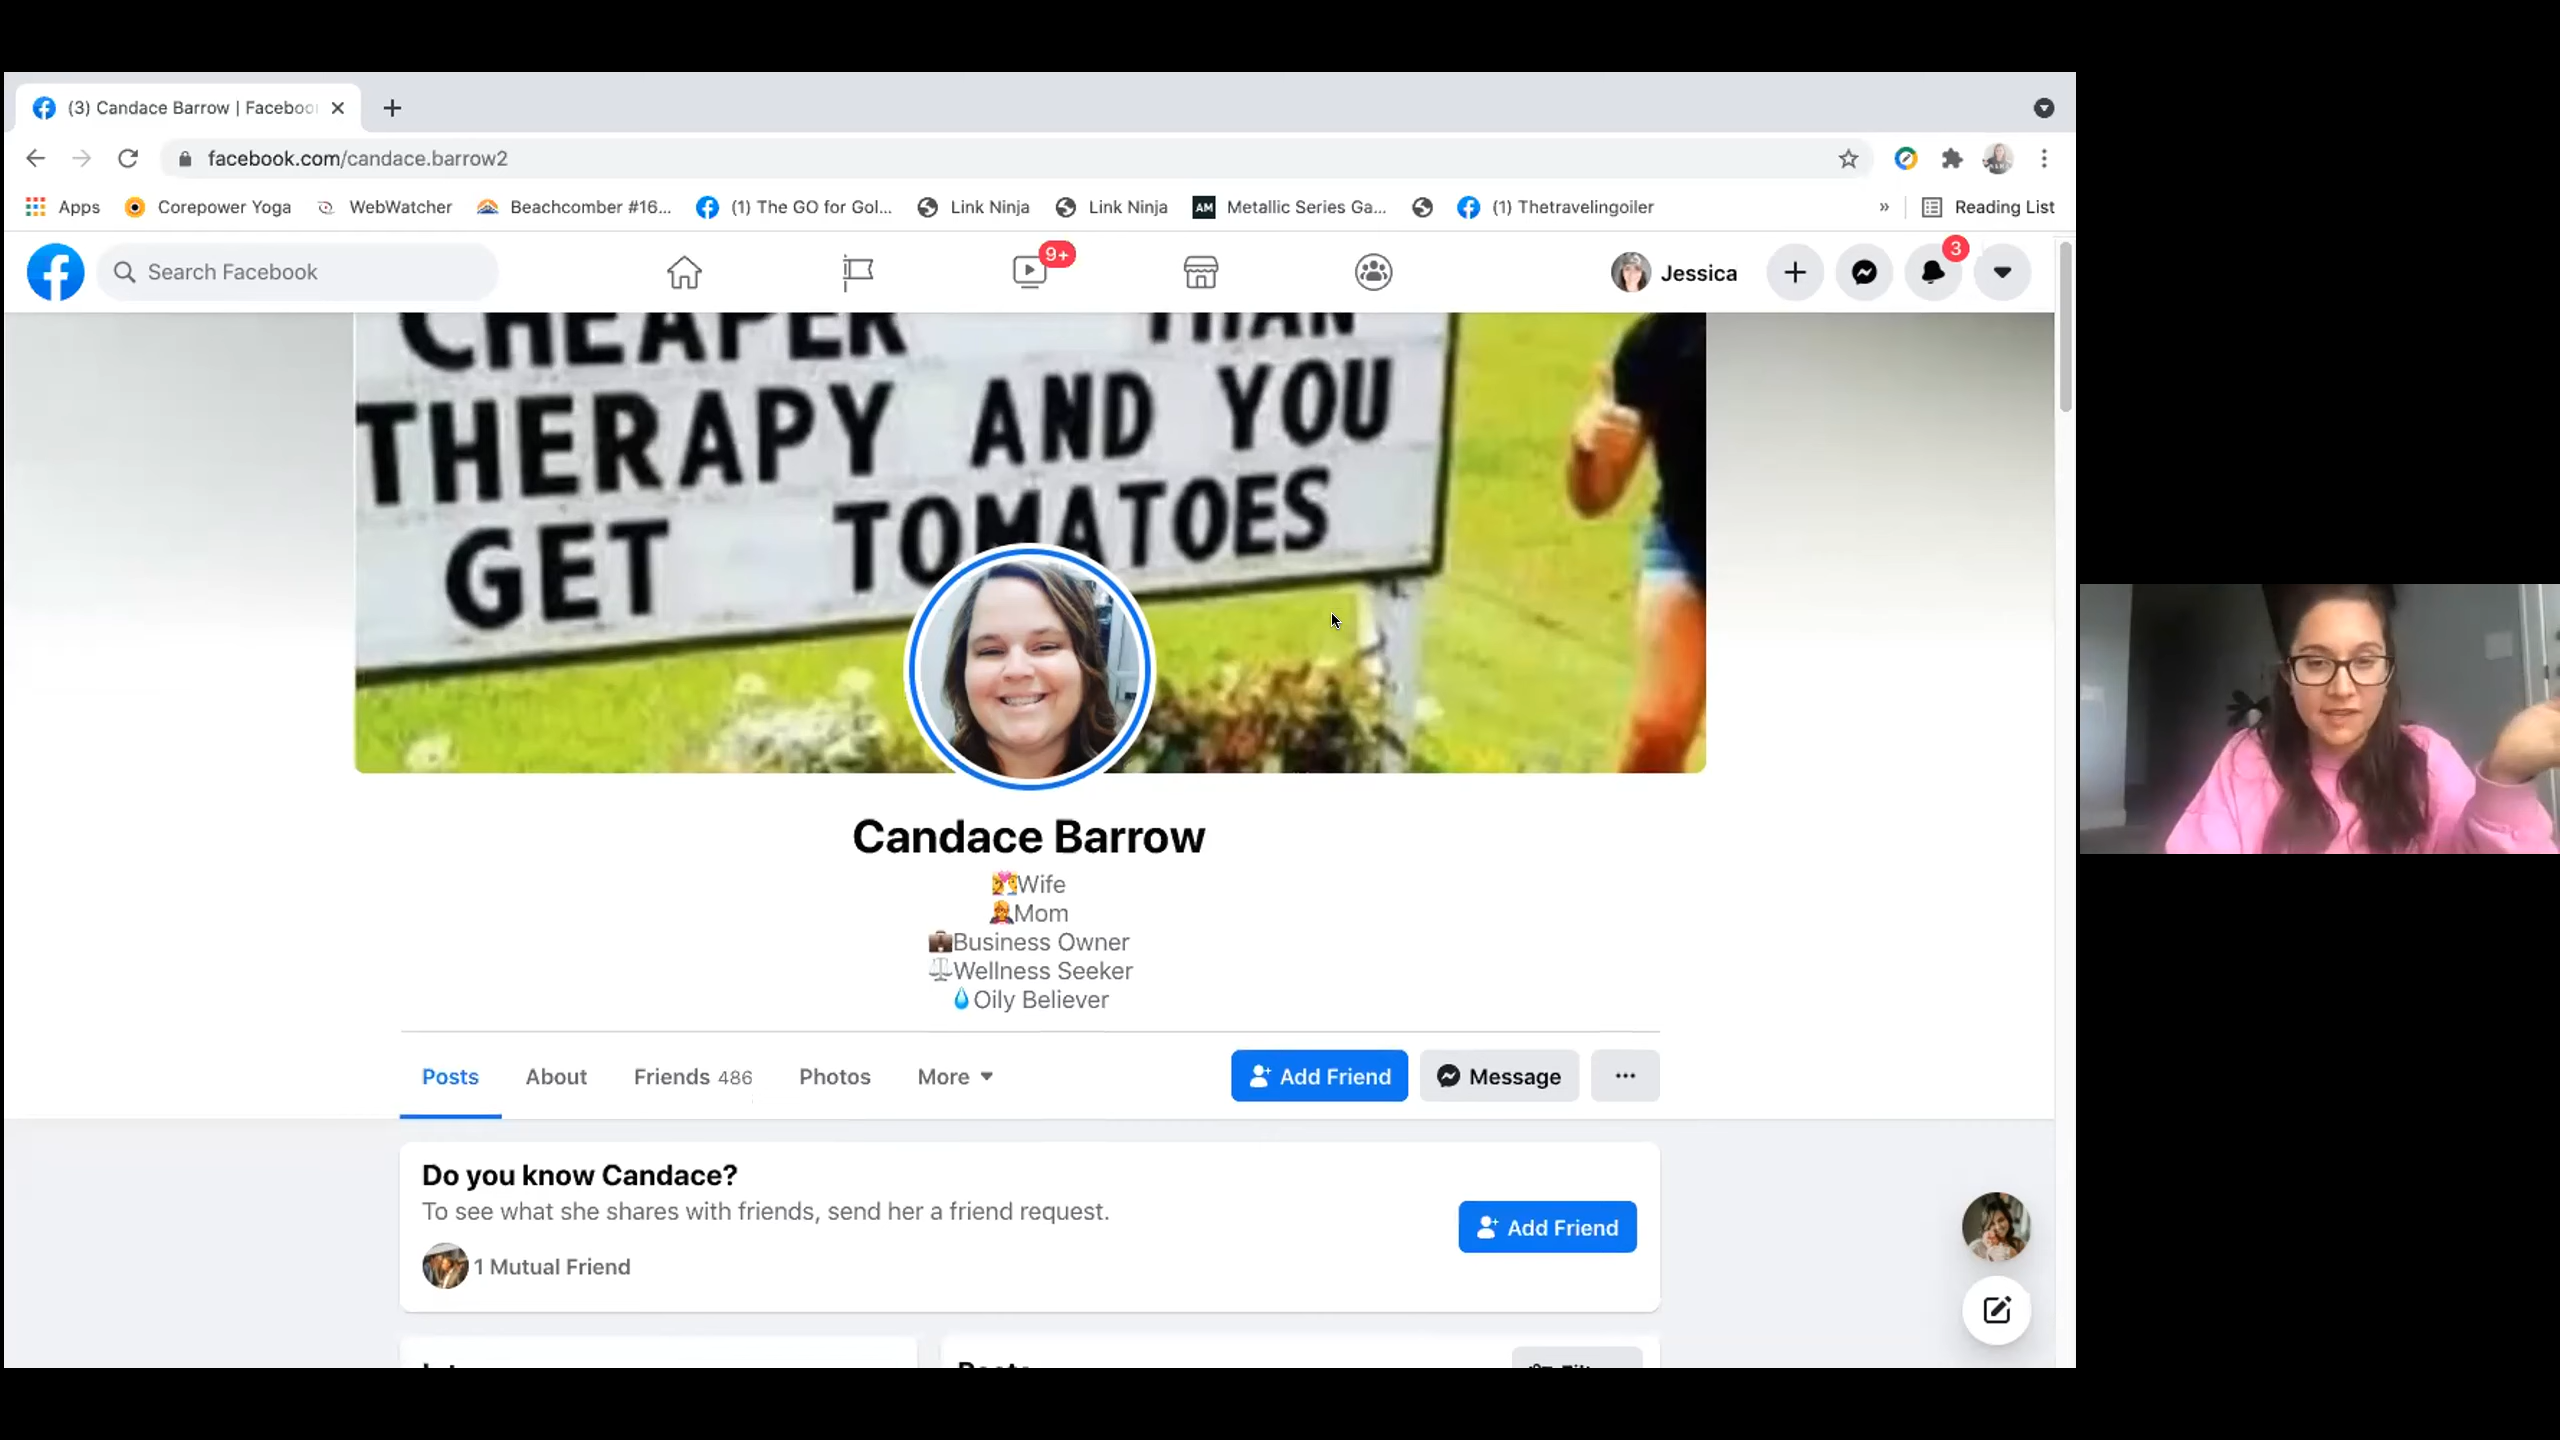 (3) Candace Barrow | Facebook
facebook.com/candace.barrow2
Apps Corepower Yoga WebWatcher Beachcomber #16... (1) The GO for Gol... Link Ninja Link Ninja AM Metallic Series Ga... (1) Thetravelingoiler » Reading List
Search Facebook 9+ Jessica 3
CHEAPER THAN
THERAPY AND YOU
GET TOMATOES
Candace Barrow
Wife
Mom
Business Owner
Wellness Seeker
Oily Believer
Posts About Friends 486 Photos More Add Friend Message
Do you know Candace?
To see what she shares with friends, send her a friend request.
Add Friend
1 Mutual Friend
Posts